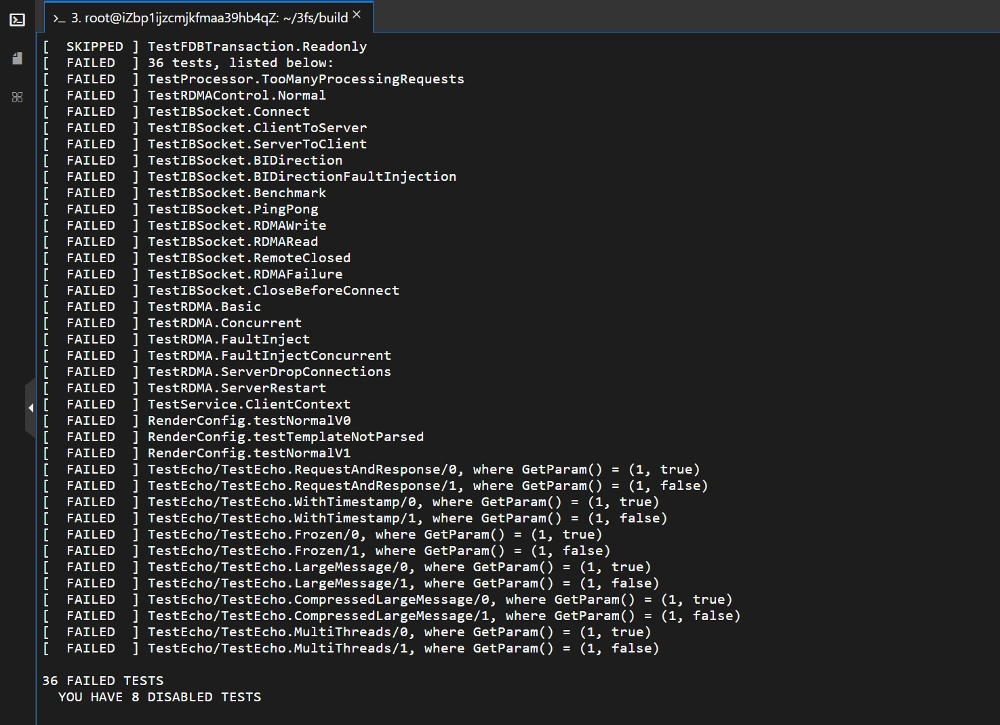 >_ 3. root@iZbp1ijzcmjkfmaa39hb4qZ: ~/3fs/build ×
[  SKIPPED ] TestFDBTransaction.Readonly
[  FAILED  ] 36 tests, listed below:
[  FAILED  ] TestProcessor.TooManyProcessingRequests
[  FAILED  ] TestRDMAControl.Normal
[  FAILED  ] TestIBSocket.Connect
[  FAILED  ] TestIBSocket.ClientToServer
[  FAILED  ] TestIBSocket.ServerToClient
[  FAILED  ] TestIBSocket.BIDirection
[  FAILED  ] TestIBSocket.BIDirectionFaultInjection
[  FAILED  ] TestIBSocket.Benchmark
[  FAILED  ] TestIBSocket.PingPong
[  FAILED  ] TestIBSocket.RDMAWrite
[  FAILED  ] TestIBSocket.RDMARead
[  FAILED  ] TestIBSocket.RemoteClosed
[  FAILED  ] TestIBSocket.RDMAFailure
[  FAILED  ] TestIBSocket.CloseBeforeConnect
[  FAILED  ] TestRDMA.Basic
[  FAILED  ] TestRDMA.Concurrent
[  FAILED  ] TestRDMA.FaultInject
[  FAILED  ] TestRDMA.FaultInjectConcurrent
[  FAILED  ] TestRDMA.ServerDropConnections
[  FAILED  ] TestRDMA.ServerRestart
[  FAILED  ] TestService.ClientContext
[  FAILED  ] RenderConfig.testNormalV0
[  FAILED  ] RenderConfig.testTemplateNotParsed
[  FAILED  ] RenderConfig.testNormalV1
[  FAILED  ] TestEcho/TestEcho.RequestAndResponse/0, where GetParam() = (1, true)
[  FAILED  ] TestEcho/TestEcho.RequestAndResponse/1, where GetParam() = (1, false)
[  FAILED  ] TestEcho/TestEcho.WithTimestamp/0, where GetParam() = (1, true)
[  FAILED  ] TestEcho/TestEcho.WithTimestamp/1, where GetParam() = (1, false)
[  FAILED  ] TestEcho/TestEcho.Frozen/0, where GetParam() = (1, true)
[  FAILED  ] TestEcho/TestEcho.Frozen/1, where GetParam() = (1, false)
[  FAILED  ] TestEcho/TestEcho.LargeMessage/0, where GetParam() = (1, true)
[  FAILED  ] TestEcho/TestEcho.LargeMessage/1, where GetParam() = (1, false)
[  FAILED  ] TestEcho/TestEcho.CompressedLargeMessage/0, where GetParam() = (1, true)
[  FAILED  ] TestEcho/TestEcho.CompressedLargeMessage/1, where GetParam() = (1, false)
[  FAILED  ] TestEcho/TestEcho.MultiThreads/0, where GetParam() = (1, true)
[  FAILED  ] TestEcho/TestEcho.MultiThreads/1, where GetParam() = (1, false)
36 FAILED TESTS
  YOU HAVE 8 DISABLED TESTS